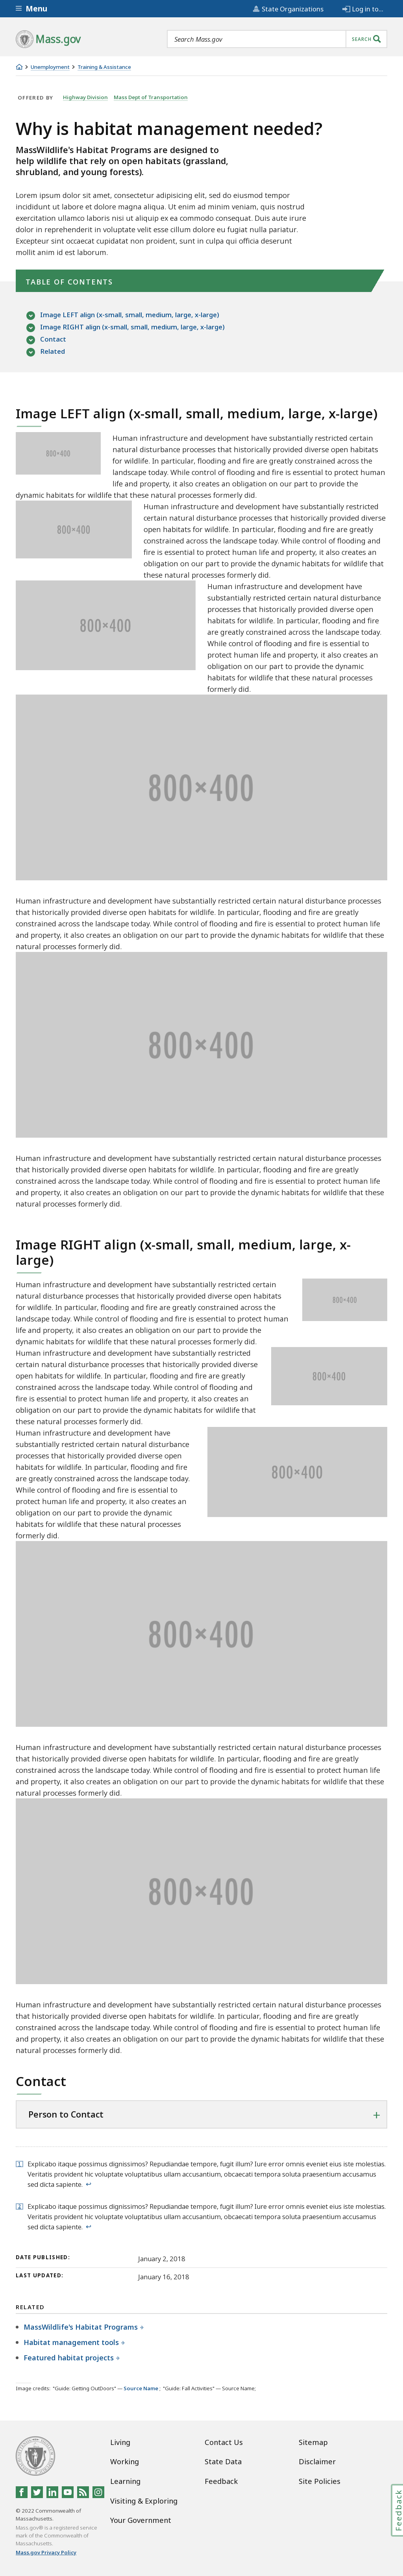 Menu
State Organizations
Log in to...
Mass.gov
Search Mass.gov
SEARCH
Unemployment
Training & Assistance
OFFERED BY
Highway Division
Mass Dept of Transportation
Why is habitat management needed?
MassWildlife's Habitat Programs are designed to
help wildlife that rely on open habitats (grassland,
shrubland, and young forests).
Lorem ipsum dolor sit amet, consectetur adipisicing elit, sed do eiusmod tempor
incididunt ut labore et dolore magna aliqua. Ut enim ad minim veniam, quis nostrud
exercitation ullamco laboris nisi ut aliquip ex ea commodo consequat. Duis aute irure
dolor in reprehenderit in voluptate velit esse cillum dolore eu fugiat nulla pariatur.
Excepteur sint occaecat cupidatat non proident, sunt in culpa qui officia deserunt
mollit anim id est laborum.
TABLE OF CONTENTS
Image LEFT align (x-small, small, medium, large, x-large)
Image RIGHT align (x-small, small, medium, large, x-large)
Contact
Related
Image LEFT align (x-small, small, medium, large, x-large)
800×400
Human infrastructure and development have substantially restricted certain
natural disturbance processes that historically provided diverse open habitats
for wildlife. In particular, flooding and fire are greatly constrained across the
landscape today. While control of flooding and fire is essential to protect human
life and property, it also creates an obligation on our part to provide the
dynamic habitats for wildlife that these natural processes formerly did.
800×400
Human infrastructure and development have substantially restricted
certain natural disturbance processes that historically provided diverse
open habitats for wildlife. In particular, flooding and fire are greatly
constrained across the landscape today. While control of flooding and
fire is essential to protect human life and property, it also creates an
obligation on our part to provide the dynamic habitats for wildlife that
these natural processes formerly did.
800×400
Human infrastructure and development have
substantially restricted certain natural disturbance
processes that historically provided diverse open
habitats for wildlife. In particular, flooding and fire
are greatly constrained across the landscape today.
While control of flooding and fire is essential to
protect human life and property, it also creates an
obligation on our part to provide the dynamic
habitats for wildlife that these natural processes
formerly did.
800×400
Human infrastructure and development have substantially restricted certain natural disturbance processes
that historically provided diverse open habitats for wildlife. In particular, flooding and fire are greatly
constrained across the landscape today. While control of flooding and fire is essential to protect human life
and property, it also creates an obligation on our part to provide the dynamic habitats for wildlife that these
natural processes formerly did.
800×400
Human infrastructure and development have substantially restricted certain natural disturbance processes
that historically provided diverse open habitats for wildlife. In particular, flooding and fire are greatly
constrained across the landscape today. While control of flooding and fire is essential to protect human life
and property, it also creates an obligation on our part to provide the dynamic habitats for wildlife that these
natural processes formerly did.
Image RIGHT align (x-small, small, medium, large, x-
large)
Human infrastructure and development have substantially restricted certain
natural disturbance processes that historically provided diverse open habitats
for wildlife. In particular, flooding and fire are greatly constrained across the
landscape today. While control of flooding and fire is essential to protect human
life and property, it also creates an obligation on our part to provide the
dynamic habitats for wildlife that these natural processes formerly did.
800×400
Human infrastructure and development have substantially restricted
certain natural disturbance processes that historically provided diverse
open habitats for wildlife. In particular, flooding and fire are greatly
constrained across the landscape today. While control of flooding and
fire is essential to protect human life and property, it also creates an
obligation on our part to provide the dynamic habitats for wildlife that
these natural processes formerly did.
800×400
Human infrastructure and development have
substantially restricted certain natural disturbance
processes that historically provided diverse open
habitats for wildlife. In particular, flooding and fire
are greatly constrained across the landscape today.
While control of flooding and fire is essential to
protect human life and property, it also creates an
obligation on our part to provide the dynamic
habitats for wildlife that these natural processes
formerly did.
800×400
800×400
Human infrastructure and development have substantially restricted certain natural disturbance processes
that historically provided diverse open habitats for wildlife. In particular, flooding and fire are greatly
constrained across the landscape today. While control of flooding and fire is essential to protect human life
and property, it also creates an obligation on our part to provide the dynamic habitats for wildlife that these
natural processes formerly did.
800×400
Human infrastructure and development have substantially restricted certain natural disturbance processes
that historically provided diverse open habitats for wildlife. In particular, flooding and fire are greatly
constrained across the landscape today. While control of flooding and fire is essential to protect human life
and property, it also creates an obligation on our part to provide the dynamic habitats for wildlife that these
natural processes formerly did.
Contact
Person to Contact
1 Explicabo itaque possimus dignissimos? Repudiandae tempore, fugit illum? Iure error omnis eveniet eius iste molestias.
Veritatis provident hic voluptate voluptatibus ullam accusantium, obcaecati tempora soluta praesentium accusamus
sed dicta sapiente. ↩
2 Explicabo itaque possimus dignissimos? Repudiandae tempore, fugit illum? Iure error omnis eveniet eius iste molestias.
Veritatis provident hic voluptate voluptatibus ullam accusantium, obcaecati tempora soluta praesentium accusamus
sed dicta sapiente. ↩
DATE PUBLISHED: January 2, 2018
LAST UPDATED: January 16, 2018
RELATED
MassWildlife's Habitat Programs +
Habitat management tools +
Featured habitat projects +
Image credits: "Guide: Getting OutDoors" — Source Name, "Guide: Fall Activities" — Source Name,
Living
Working
Learning
Visiting & Exploring
Your Government
Contact Us
State Data
Feedback
Sitemap
Disclaimer
Site Policies
© 2022 Commonwealth of
Massachusetts.
Mass.gov® is a registered service
mark of the Commonwealth of
Massachusetts.
Mass.gov Privacy Policy
Feedback